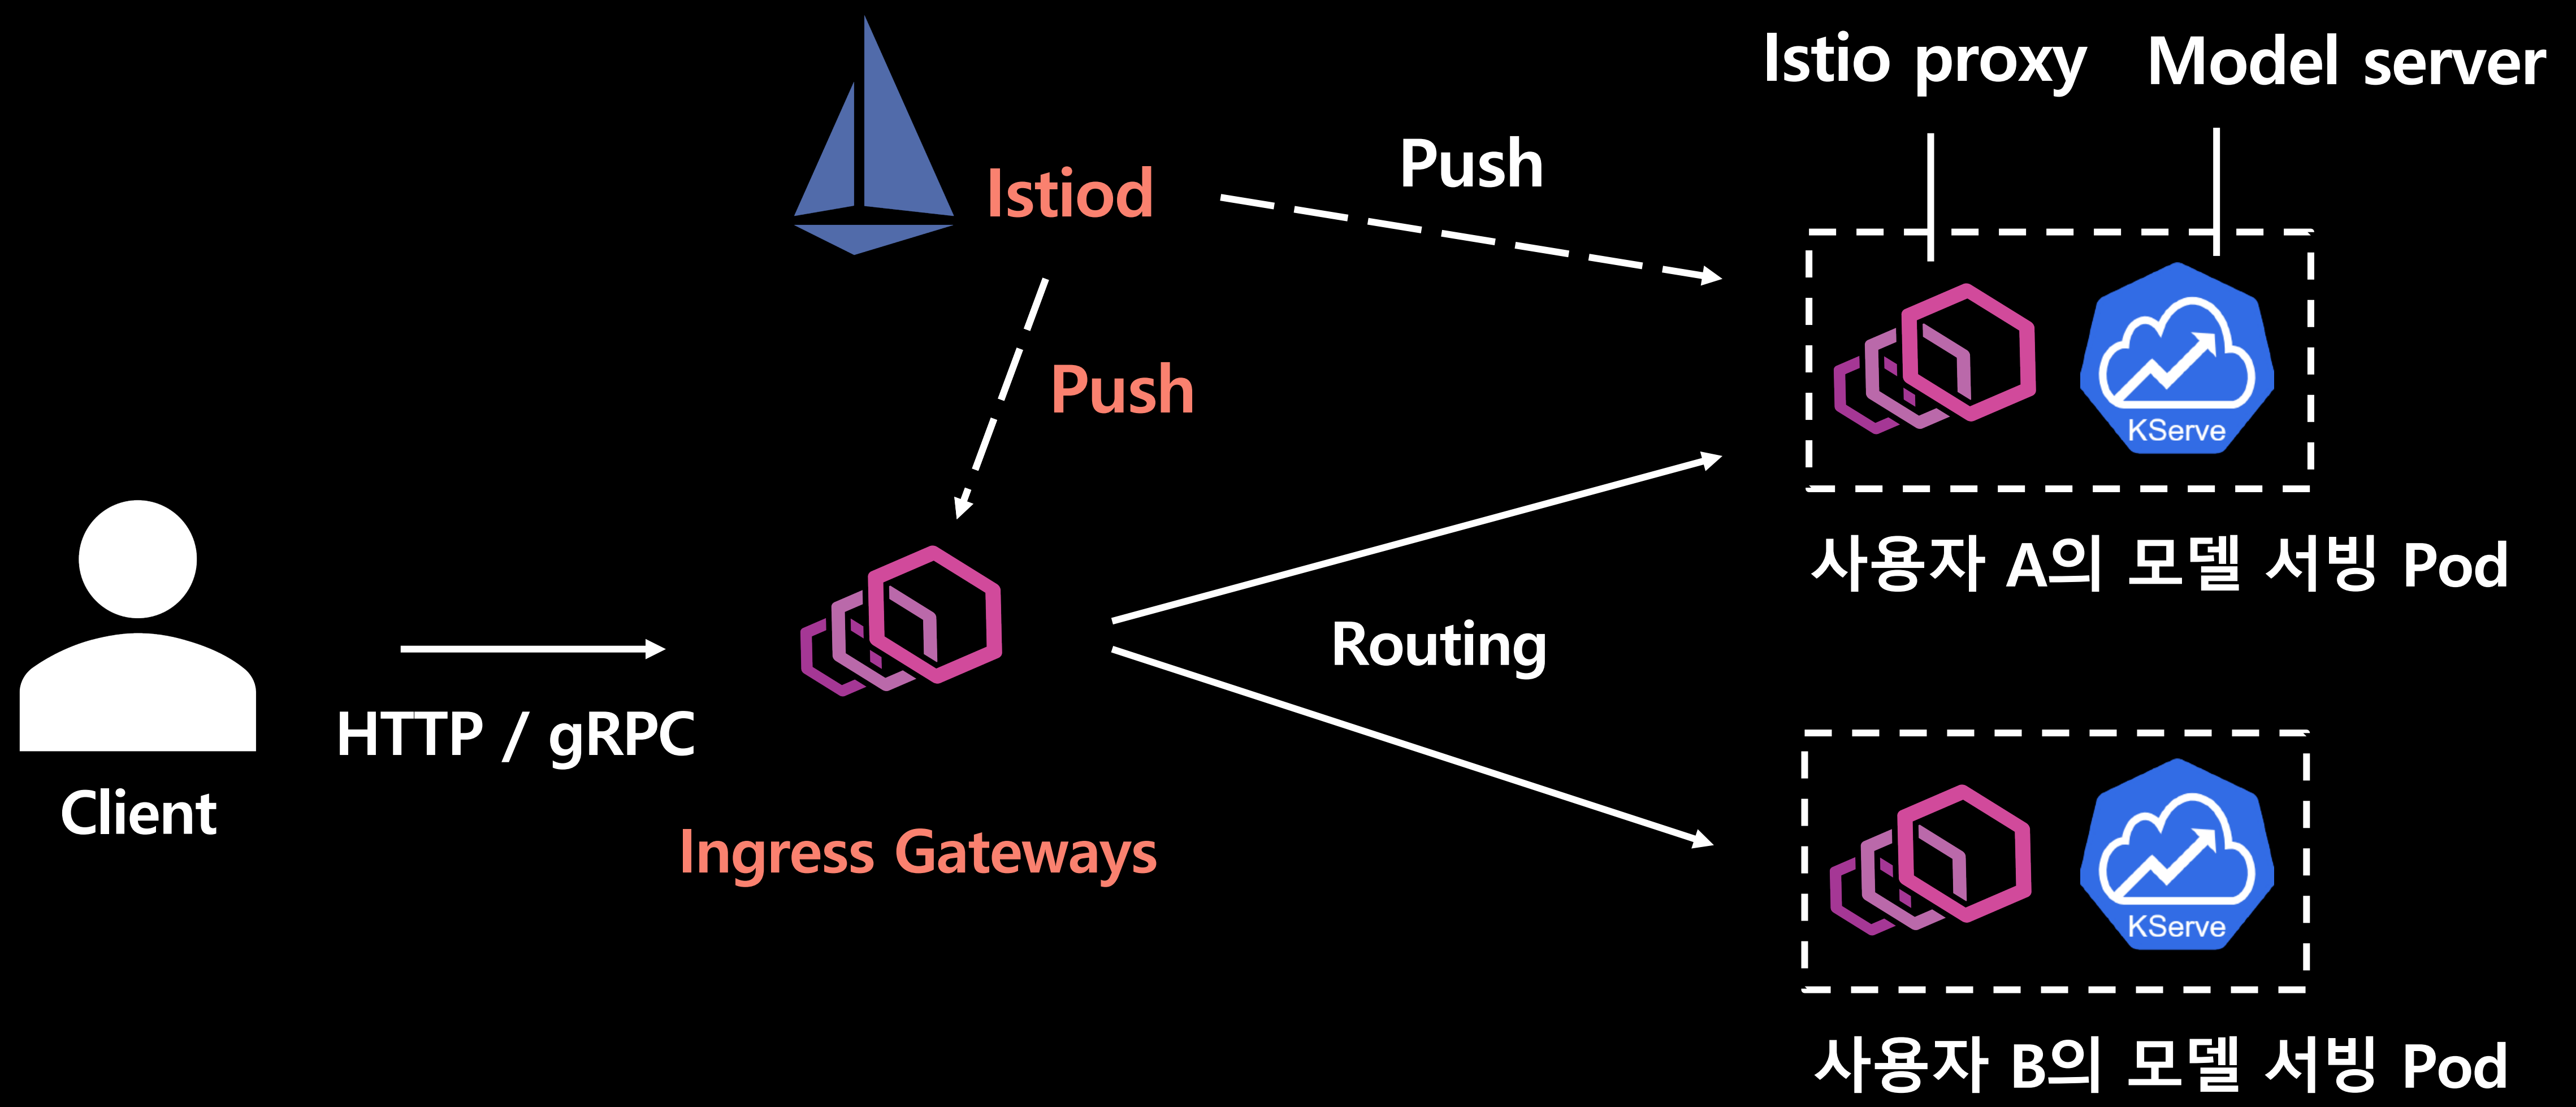 Istio proxy
Model server
Istiod
Push
Push
KServe
사용자 A의 모델 서빙 Pod
HTTP / gRPC
Routing
Client
Ingress Gateways
KServe
사용자 B의 모델 서빙 Pod